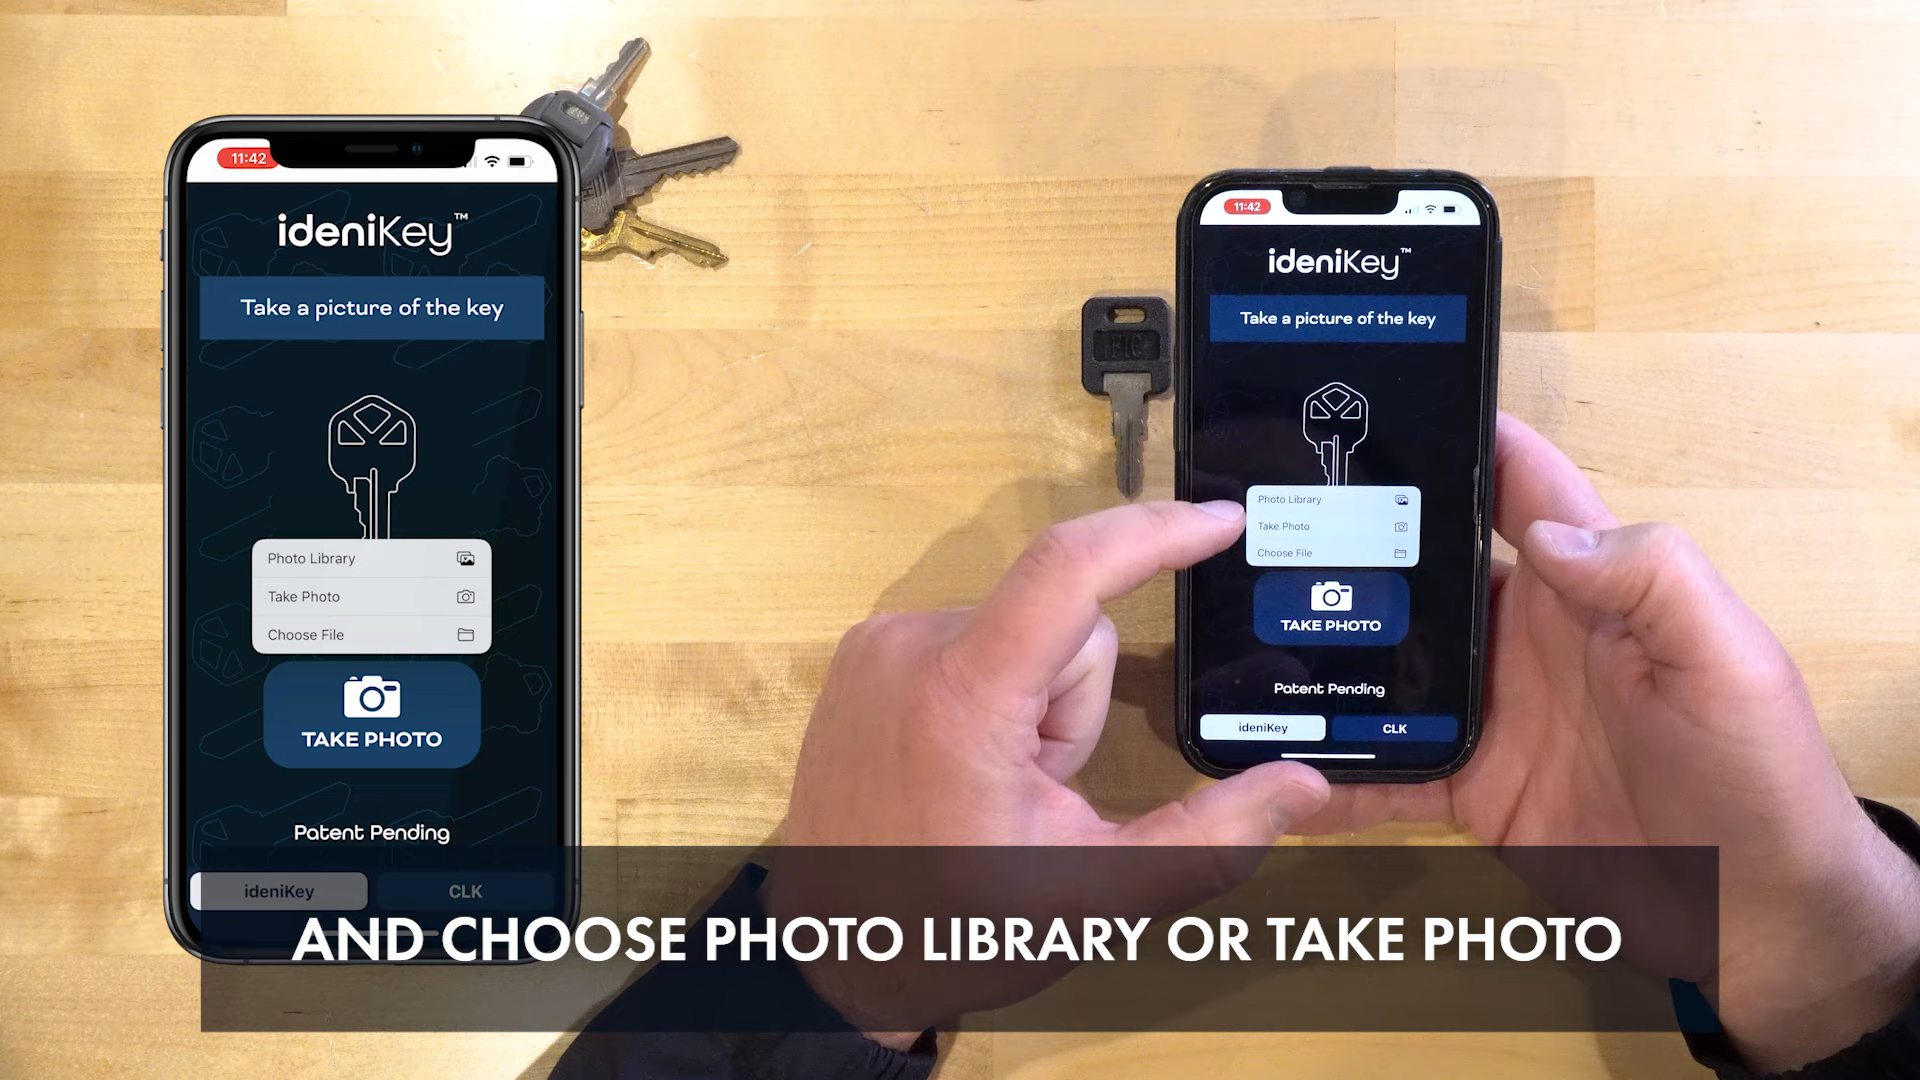 11:42
ideniKey™
Take a picture of the key
Photo Library
Take Photo
Choose File
TAKE PHOTO
Patent Pending
ideniKey
CLK
FIC
11:42
ideniKey™
Take a picture of the key
Photo Library
Take Photo
Choose File
TAKE PHOTO
Patent Pending
ideniKey
CLK
AND CHOOSE PHOTO LIBRARY OR TAKE PHOTO